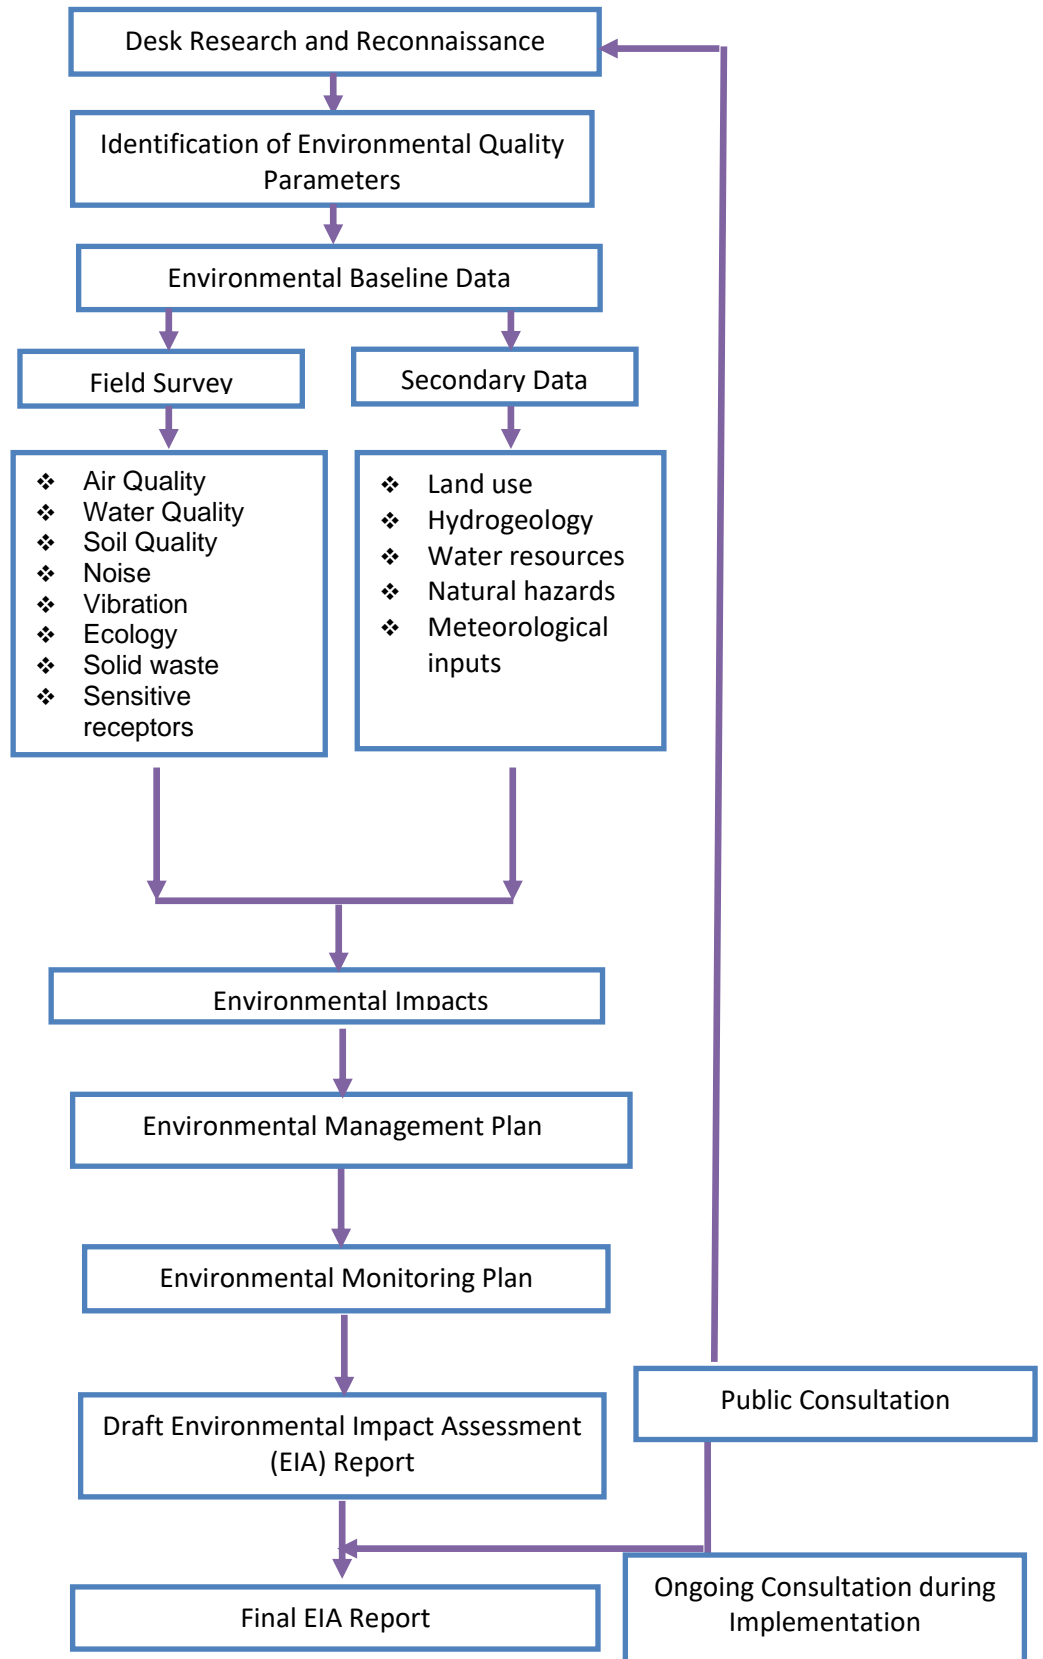 Desk Research and Reconnaissance
Identification of Environmental Quality
Parameters
Environmental Baseline Data
Field Survey
Secondary Data
❖ Air Quality
❖ Water Quality
❖ Soil Quality
❖ Noise
❖ Vibration
❖ Ecology
❖ Solid waste
❖ Sensitive
receptors
❖ Land use
❖ Hydrogeology
❖ Water resources
❖ Natural hazards
❖ Meteorological
inputs
Environmental Impacts
Environmental Management Plan
Environmental Monitoring Plan
Draft Environmental Impact Assessment
(EIA) Report
Public Consultation
Final EIA Report
Ongoing Consultation during
Implementation